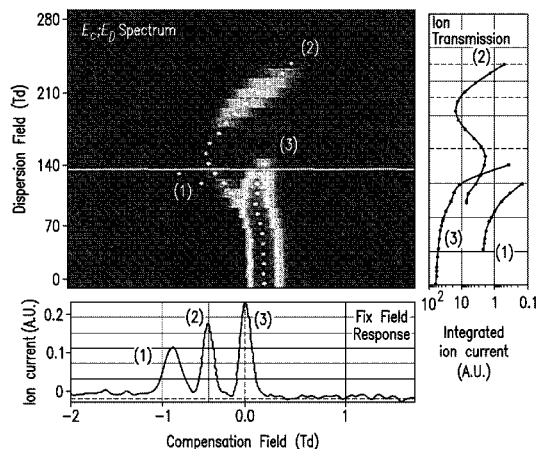 E_C;E_D Spectrum
(2)
(3)
(1)
Dispersion Field (Td)
280
210
140
70
0
Ion
Transmission
(2)
(3)
(1)
10² 10 1 0.1
Integrated
ion current
(A.U.)
Ion current (A.U.)
0.2
0.1
0
(1)
(2)
(3)
Fix Field
Response
-2 -1 0.0 1
Compensation Field (Td)